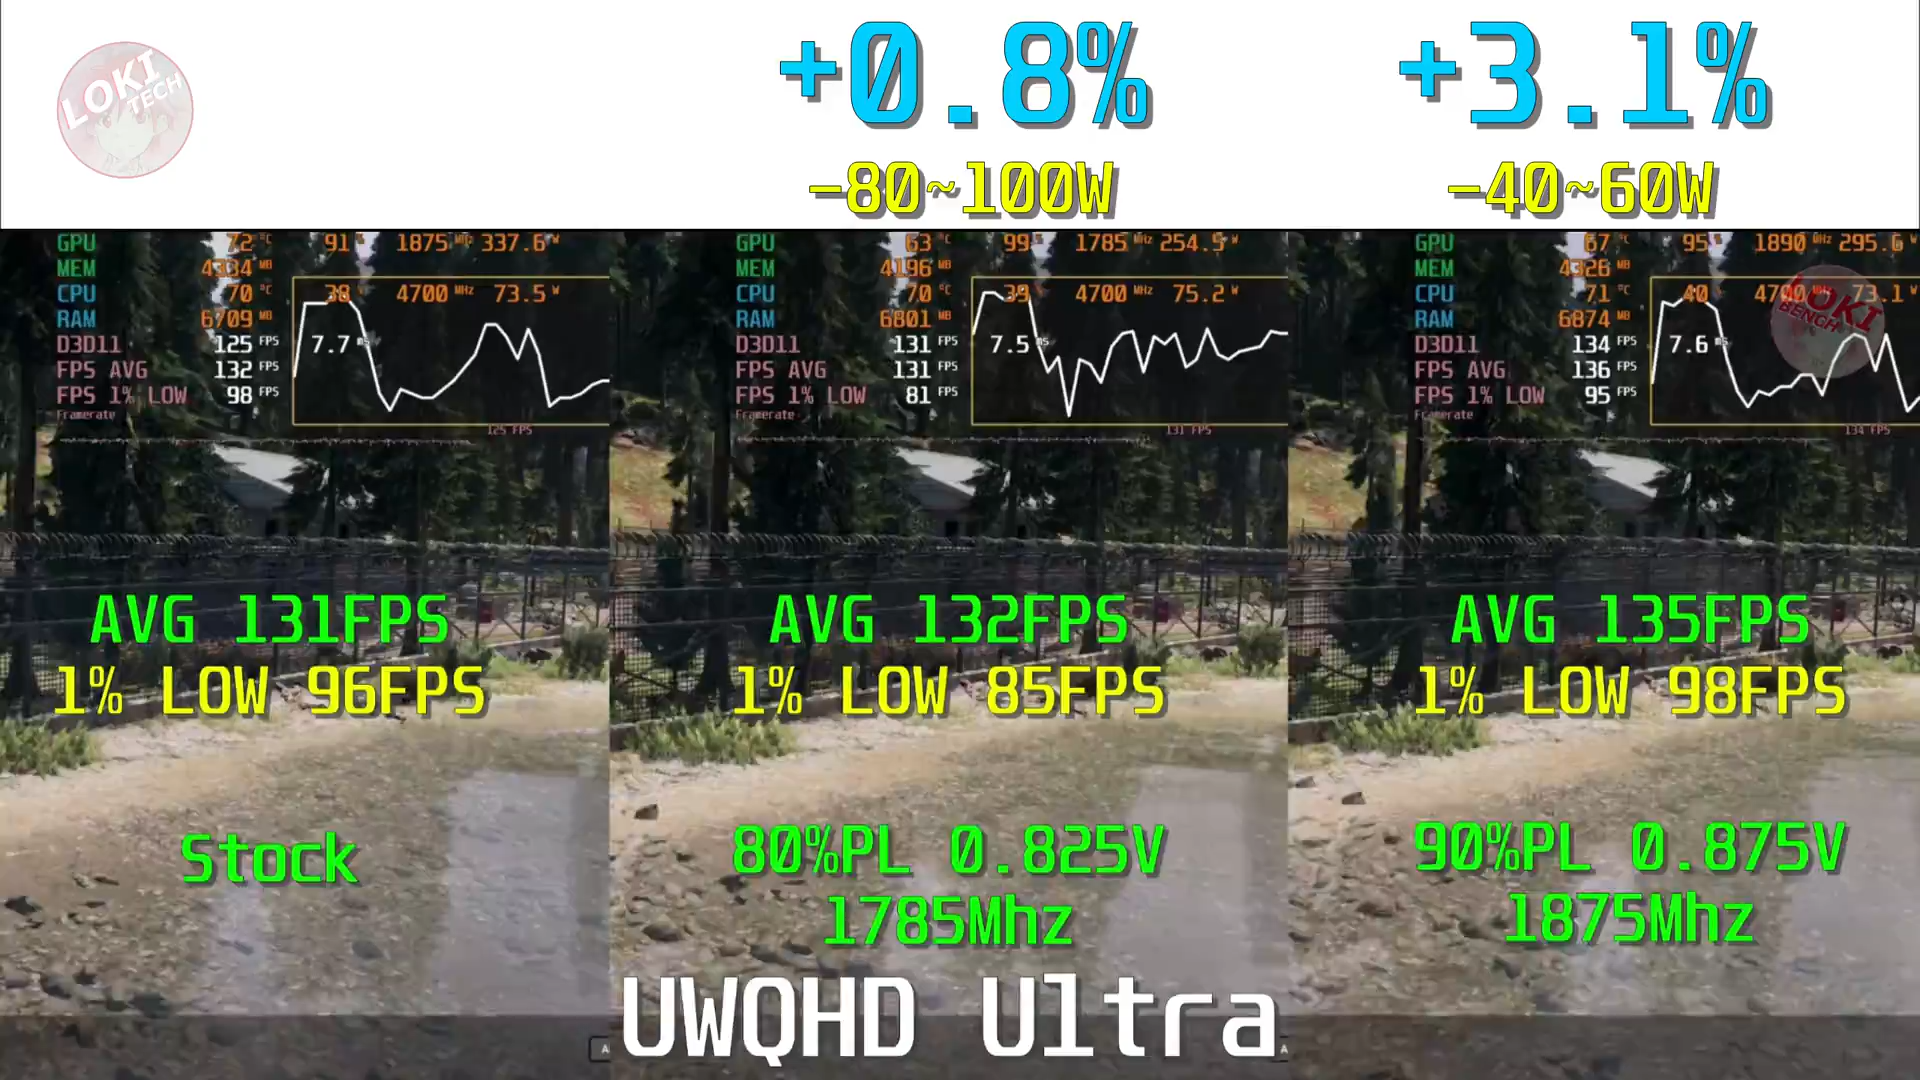 LOKI
TECH
+0.8%
-80~100W
+3.1%
-40~60W
GPU 72 °C 91 % 1875 MHz 337.6 W
MEM 4334 MB
CPU 70 °C 38 % 4700 MHz 73.5 W
RAM 6709 MB
D3D11 125 FPS 7.7 ms
FPS AVG 132 FPS
FPS 1% LOW 98 FPS
Framerate
125 FPS
AVG 131FPS
1% LOW 96FPS
Stock
GPU 63 °C 99 % 1785 MHz 254.5 W
MEM 4196 MB
CPU 70 °C 39 % 4700 MHz 75.2 W
RAM 6801 MB
D3D11 131 FPS 7.5 ms
FPS AVG 131 FPS
FPS 1% LOW 81 FPS
Framerate
131 FPS
AVG 132FPS
1% LOW 85FPS
80%PL 0.825V
1785Mhz
GPU 67 °C 95 % 1890 MHz 295.6 W
MEM 4326 MB
CPU 71 °C 40 % 4700 MHz 73.1 W
RAM 6874 MB
D3D11 134 FPS 7.6 ms
FPS AVG 136 FPS
FPS 1% LOW 95 FPS
Framerate
134 FPS
LOKI
BENCH
AVG 135FPS
1% LOW 98FPS
90%PL 0.875V
1875Mhz
UWQHD Ultra